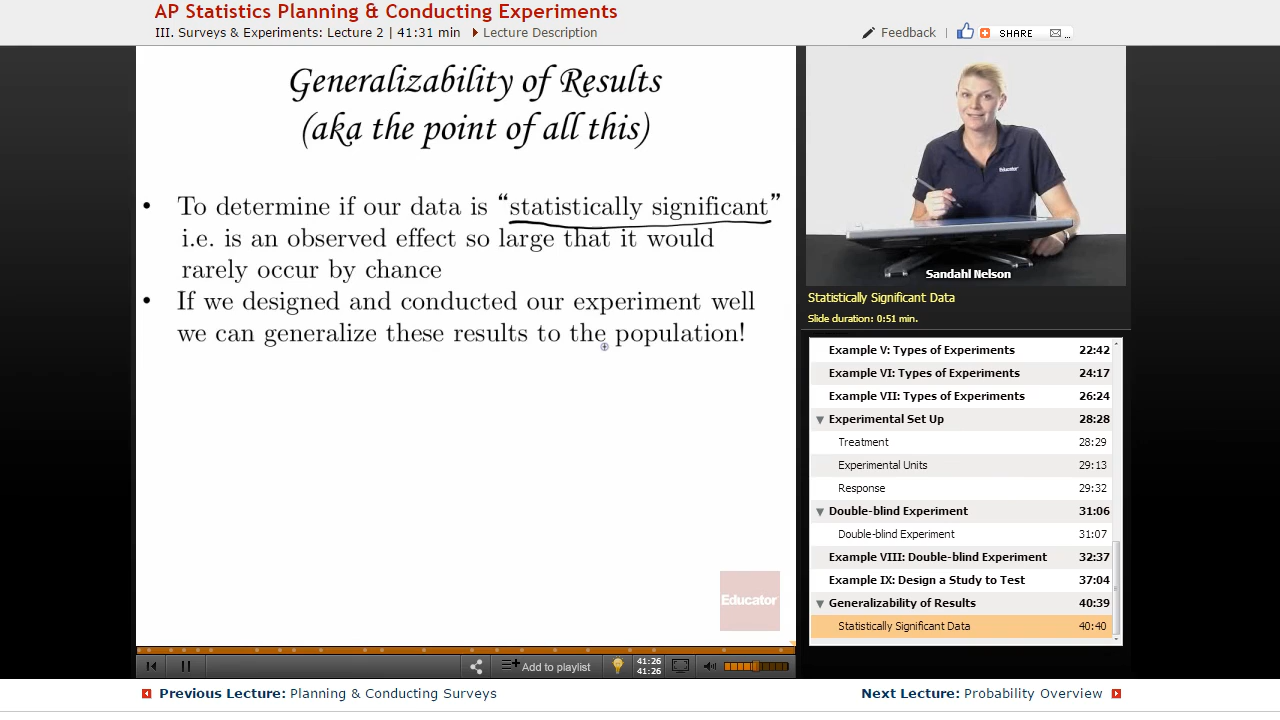 AP Statistics Planning & Conducting Experiments
III. Surveys & Experiments: Lecture 2 | 41:31 min Lecture Description
Feedback | SHARE ...
Generalizability of Results
(aka the point of all this)
• To determine if our data is “statistically significant”
i.e. is an observed effect so large that it would
rarely occur by chance
• If we designed and conducted our experiment well
we can generalize these results to the population!
Educator
Educator
Sandahl Nelson
Statistically Significant Data
Slide duration: 0:51 min.
Example V: Types of Experiments 22:42
Example VI: Types of Experiments 24:17
Example VII: Types of Experiments 26:24
Experimental Set Up 28:28
Treatment 28:29
Experimental Units 29:13
Response 29:32
Double-blind Experiment 31:06
Double-blind Experiment 31:07
Example VIII: Double-blind Experiment 32:37
Example IX: Design a Study to Test 37:04
Generalizability of Results 40:39
Statistically Significant Data 40:40
Add to playlist
41:26
41:26
Previous Lecture: Planning & Conducting Surveys
Next Lecture: Probability Overview